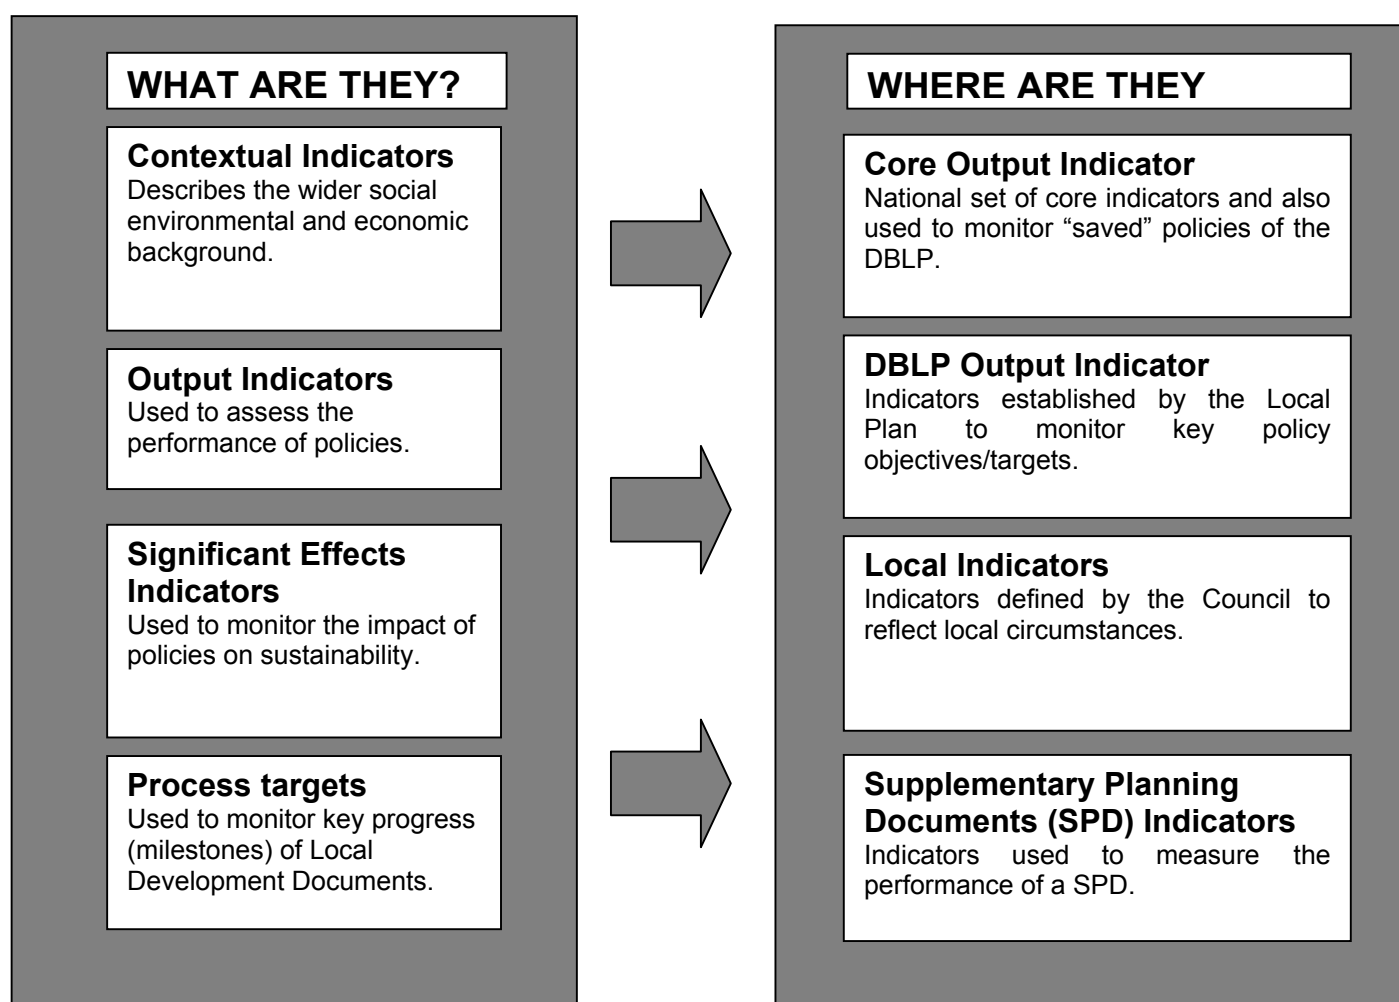 WHAT ARE THEY?
Contextual Indicators
Describes the wider social
environmental and economic
background.
Output Indicators
Used to assess the
performance of policies.
Significant Effects
Indicators
Used to monitor the impact of
policies on sustainability.
Process targets
Used to monitor key progress
(milestones) of Local
Development Documents.
WHERE ARE THEY
Core Output Indicator
National set of core indicators and also
used to monitor “saved” policies of the
DBLP.
DBLP Output Indicator
Indicators established by the Local
Plan to monitor key policy
objectives/targets.
Local Indicators
Indicators defined by the Council to
reflect local circumstances.
Supplementary Planning
Documents (SPD) Indicators
Indicators used to measure the
performance of a SPD.